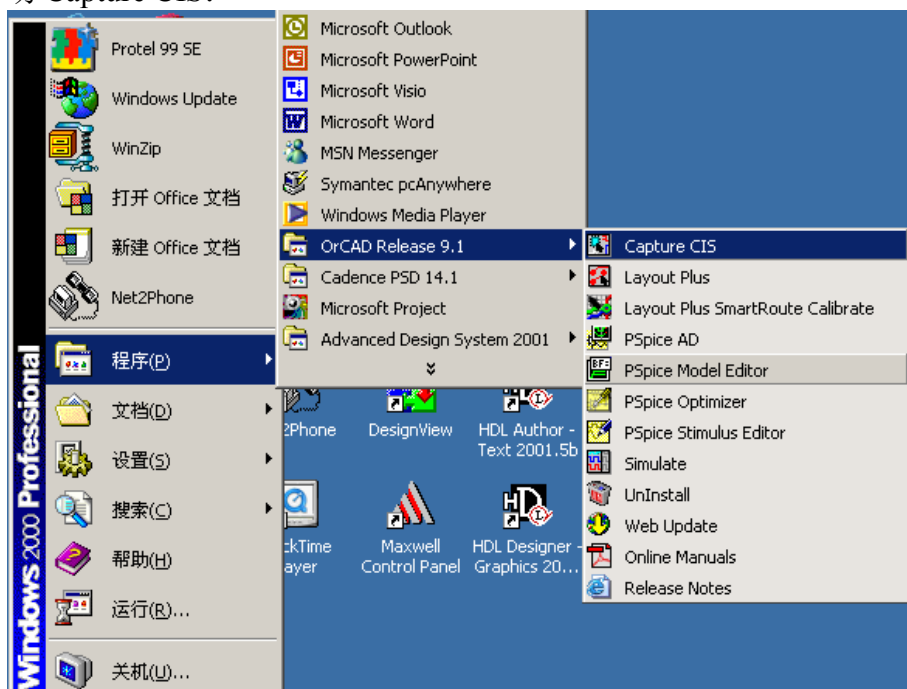 Capture CIS:
Protel 99 SE
Windows Update
WinZip
打开 Office 文档
新建 Office 文档
Net2Phone
程序(P)
文档(D)
设置(S)
搜索(C)
帮助(H)
运行(R)...
关机(U)...
Windows 2000 Professional
Microsoft Outlook
Microsoft PowerPoint
Microsoft Visio
Microsoft Word
MSN Messenger
Symantec pcAnywhere
Windows Media Player
OrCAD Release 9.1
Cadence PSD 14.1
Microsoft Project
Advanced Design System 2001
Capture CIS
Layout Plus
Layout Plus SmartRoute Calibrate
PSpice AD
PSpice Model Editor
PSpice Optimizer
PSpice Stimulus Editor
Simulate
UnInstall
Web Update
Online Manuals
Release Notes
2Phone
DesignView
HDL Author -
Text 2001.5b
ckTime
ayer
Maxwell
Control Panel
HDL Designer -
Graphics 20...